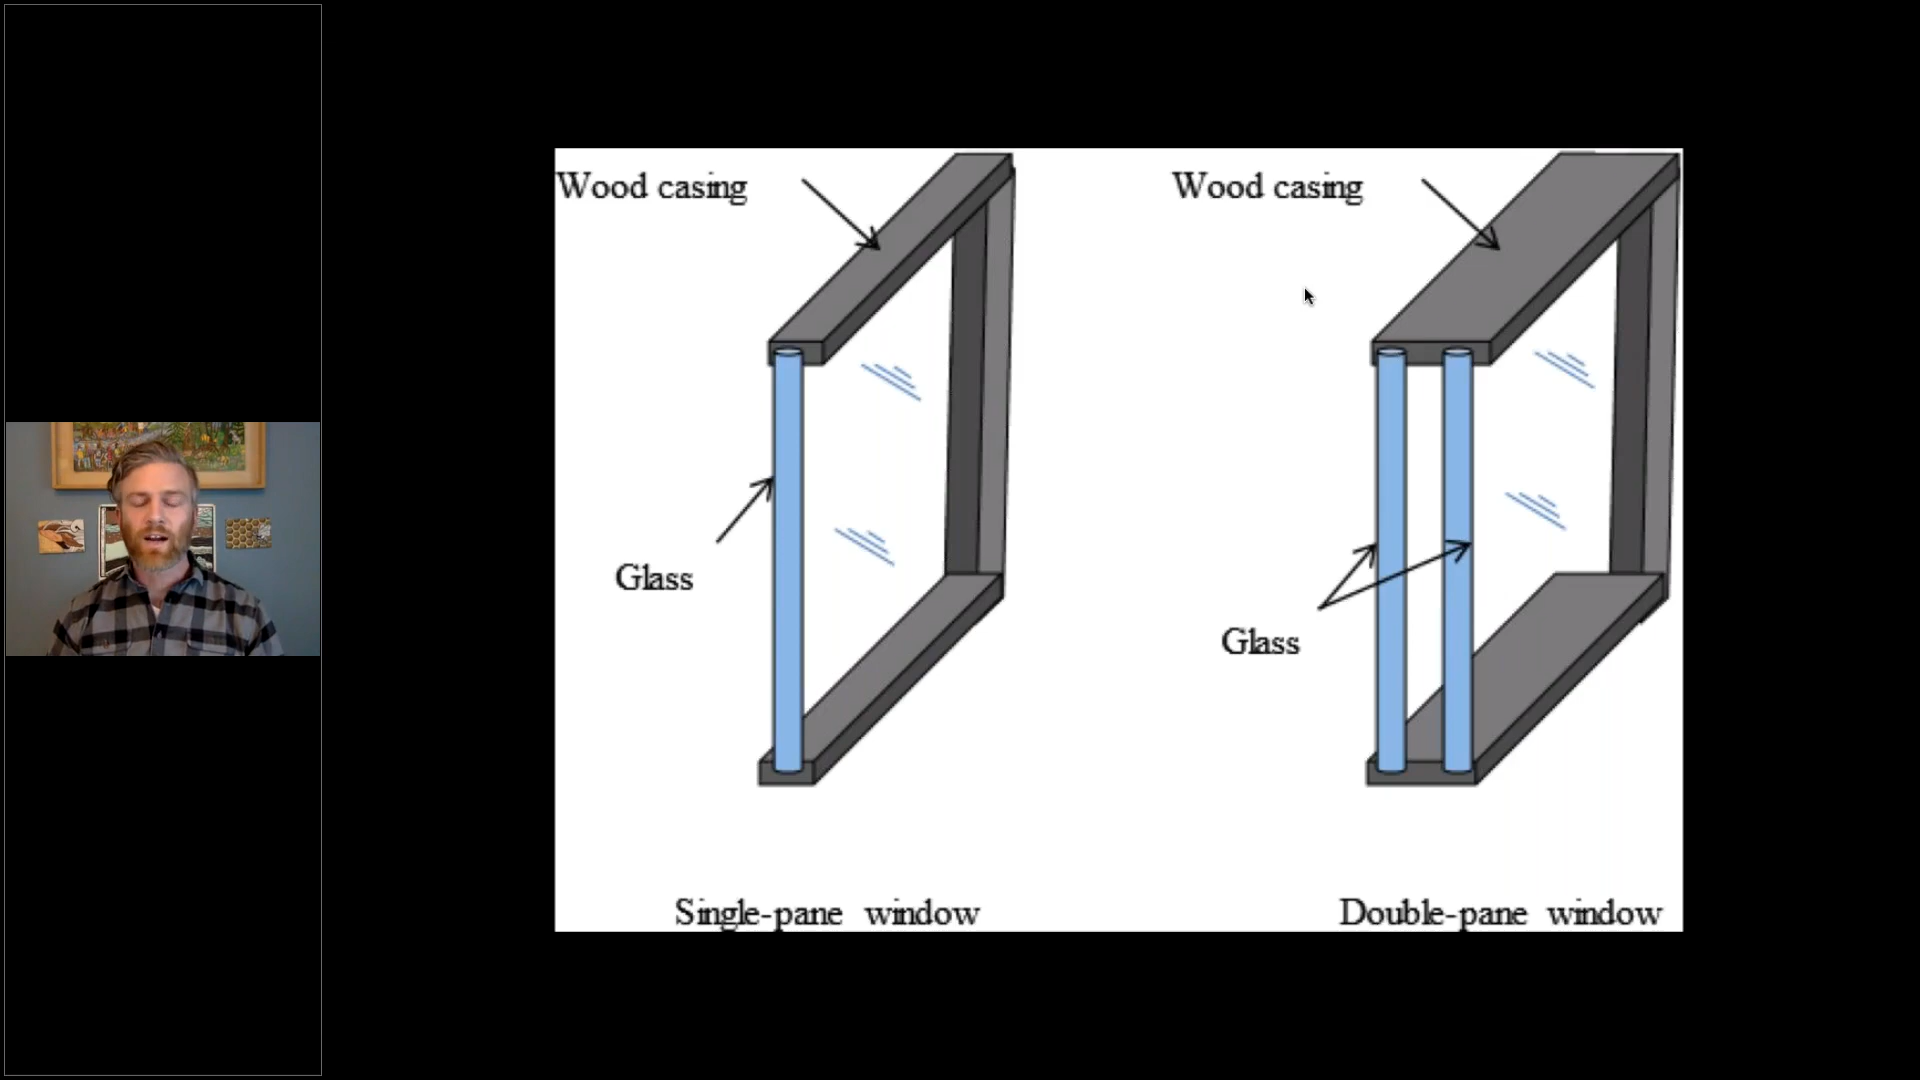 Wood casing
Glass
Single-pane window
Wood casing
Glass
Double-pane window